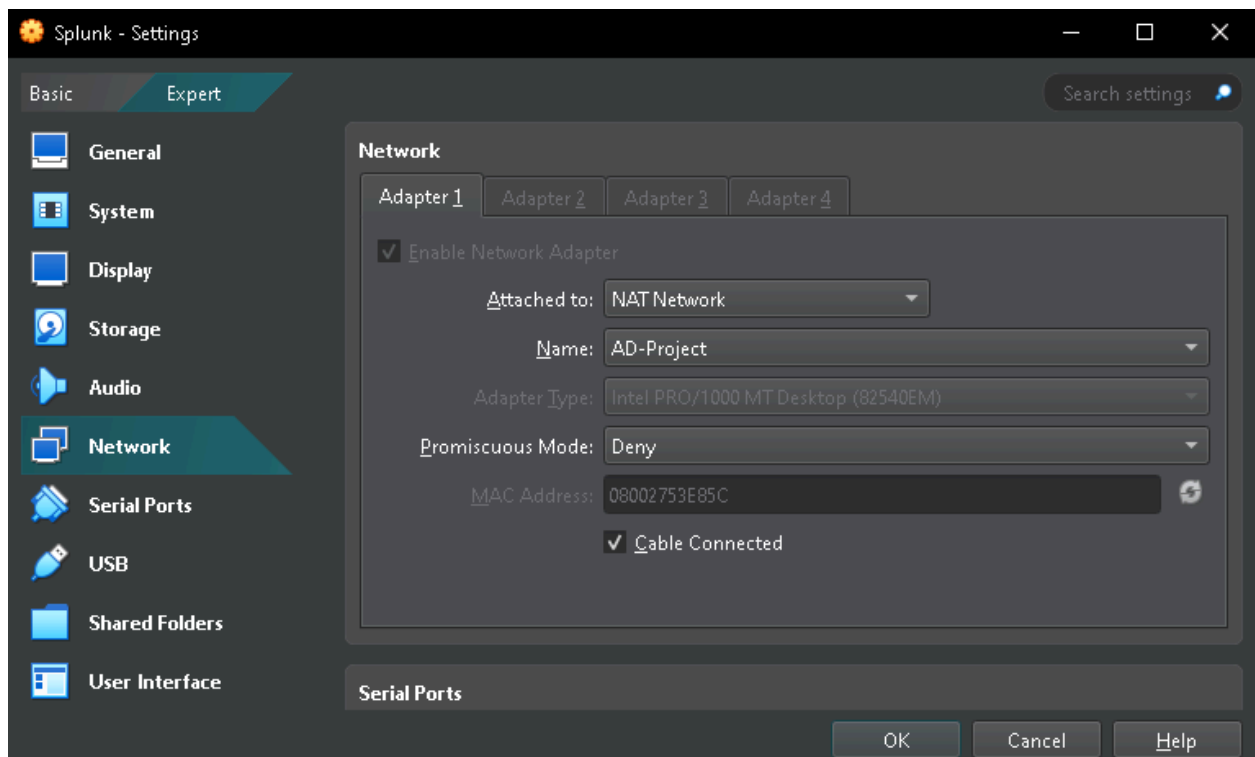 Splunk - Settings
Basic
Expert
Search settings
General
System
Display
Storage
Audio
Network
Serial Ports
USB
Shared Folders
User Interface
Network
Adapter 1
Adapter 2
Adapter 3
Adapter 4
Enable Network Adapter
Attached to: NAT Network
Name: AD-Project
Adapter Type: Intel PRO/1000 MT Desktop (82540EM)
Promiscuous Mode: Deny
MAC Address: 08002753E85C
Cable Connected
Serial Ports
OK
Cancel
Help